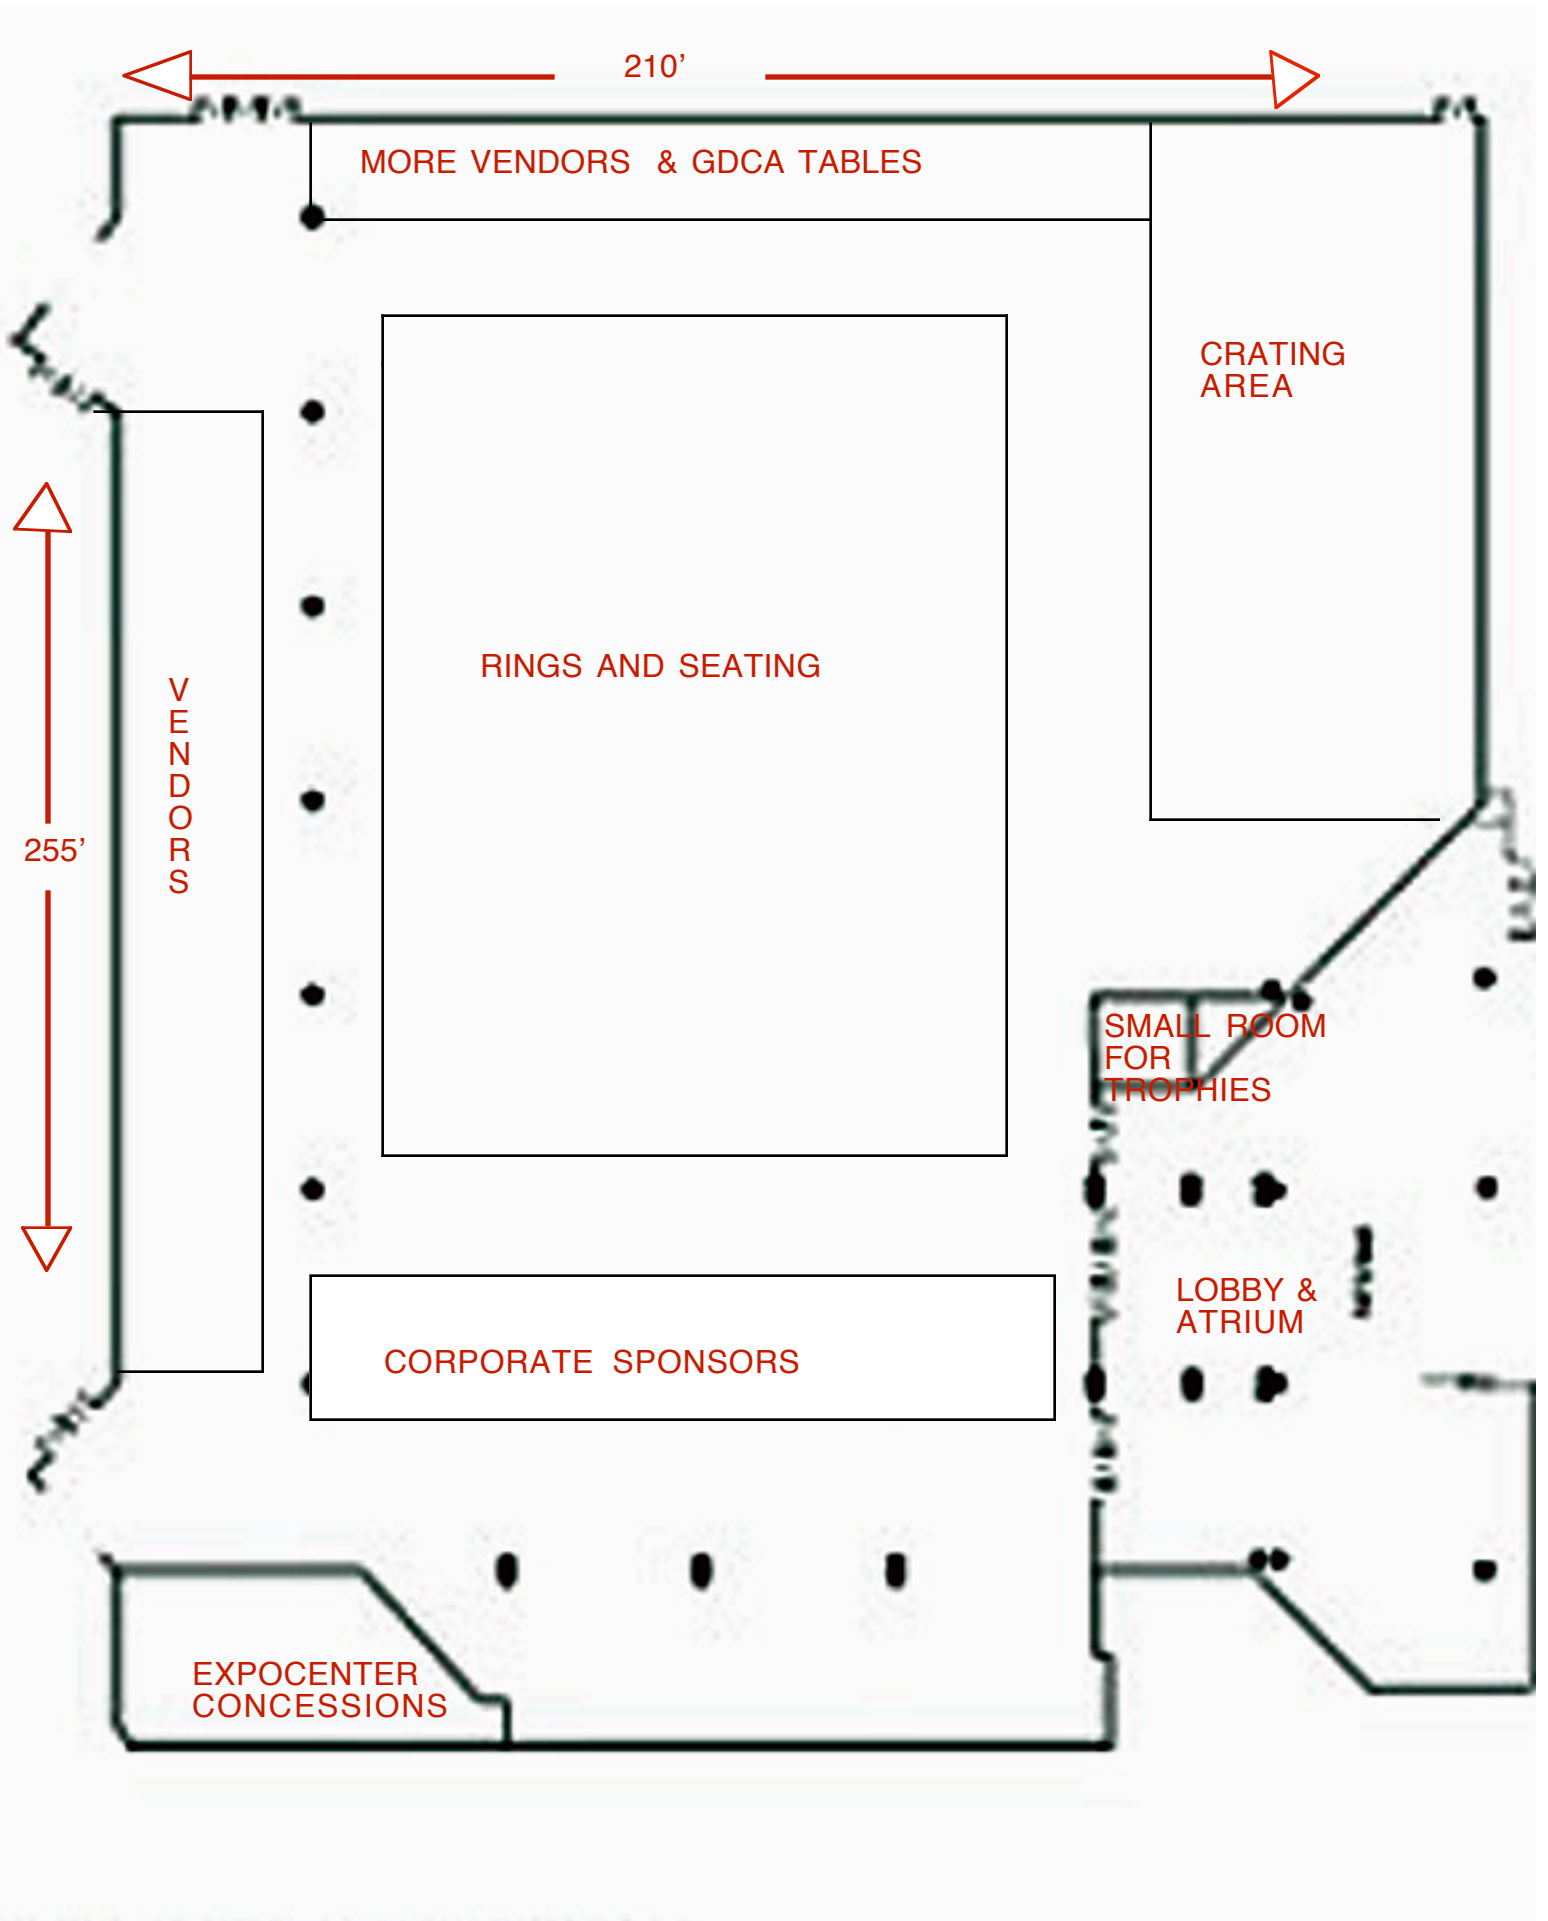 210’
MORE VENDORS & GDCA TABLES
CRATING
AREA
RINGS AND SEATING
V
E
N
D
O
R
S
255’
SMALL ROOM
FOR
TROPHIES
LOBBY &
ATRIUM
CORPORATE SPONSORS
EXPOCENTER
CONCESSIONS